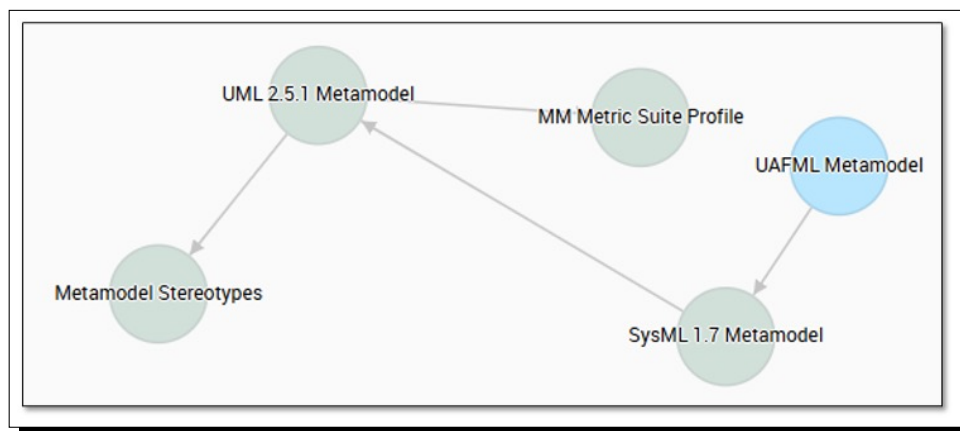 UML 2.5.1 Metamodel
MM Metric Suite Profile
UAFML Metamodel
Metamodel Stereotypes
SysML 1.7 Metamodel